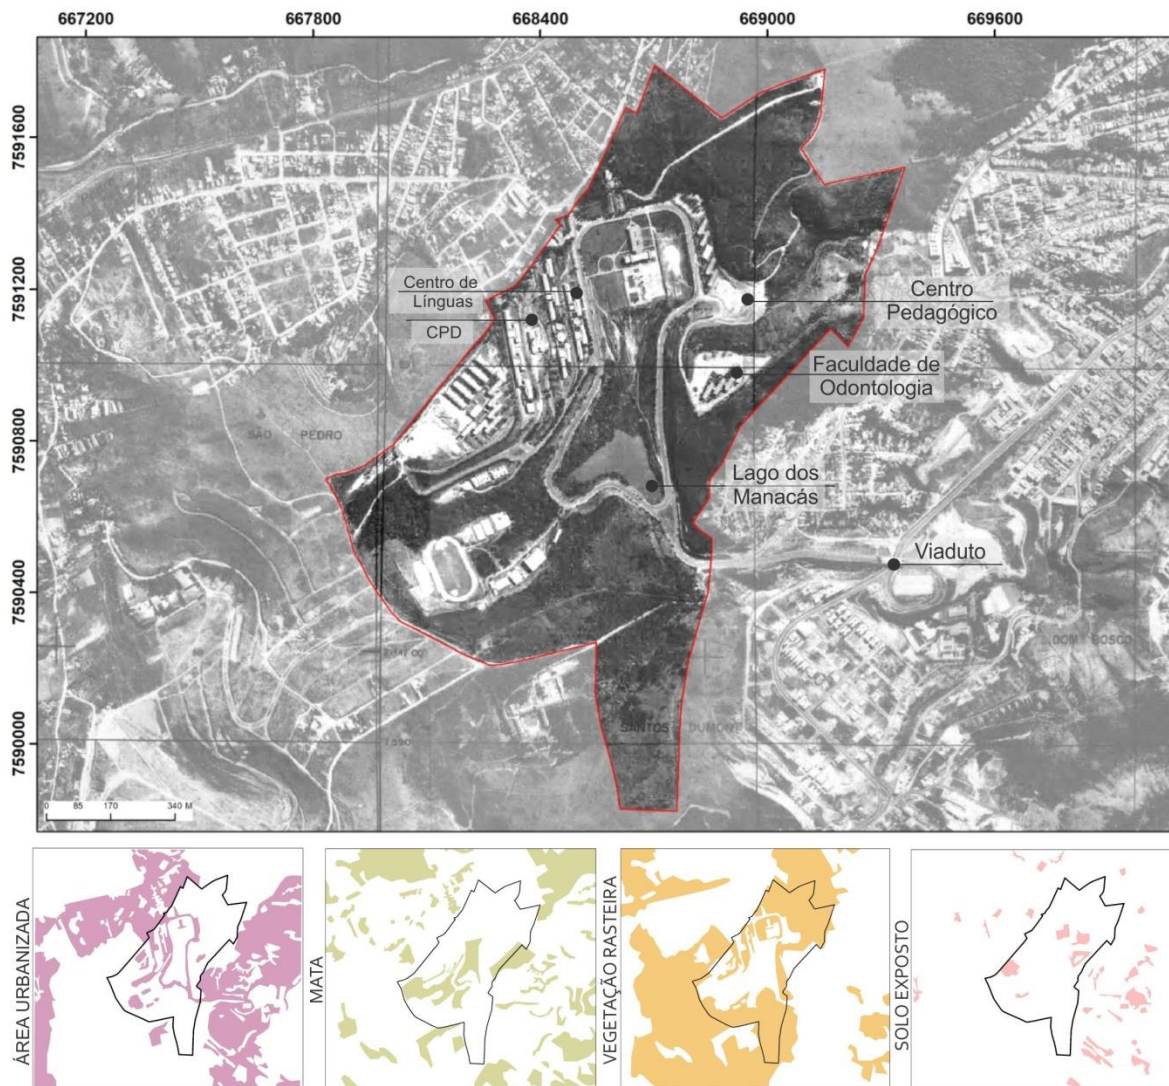 667200
667800
668400
669000
669600
7591600
7591200
7590800
7590400
7590000
Centro de
Línguas
CPD
Centro
Pedagógico
Faculdade de
Odontologia
SÃO PEDRO
Lago dos
Manacás
Viaduto
DOM BOSCO
SANTOS DUMONT
0 85 170 340 M
ÁREA URBANIZADA
MATA
VEGETAÇÃO RASTEIRA
SOLO EXPOSTO